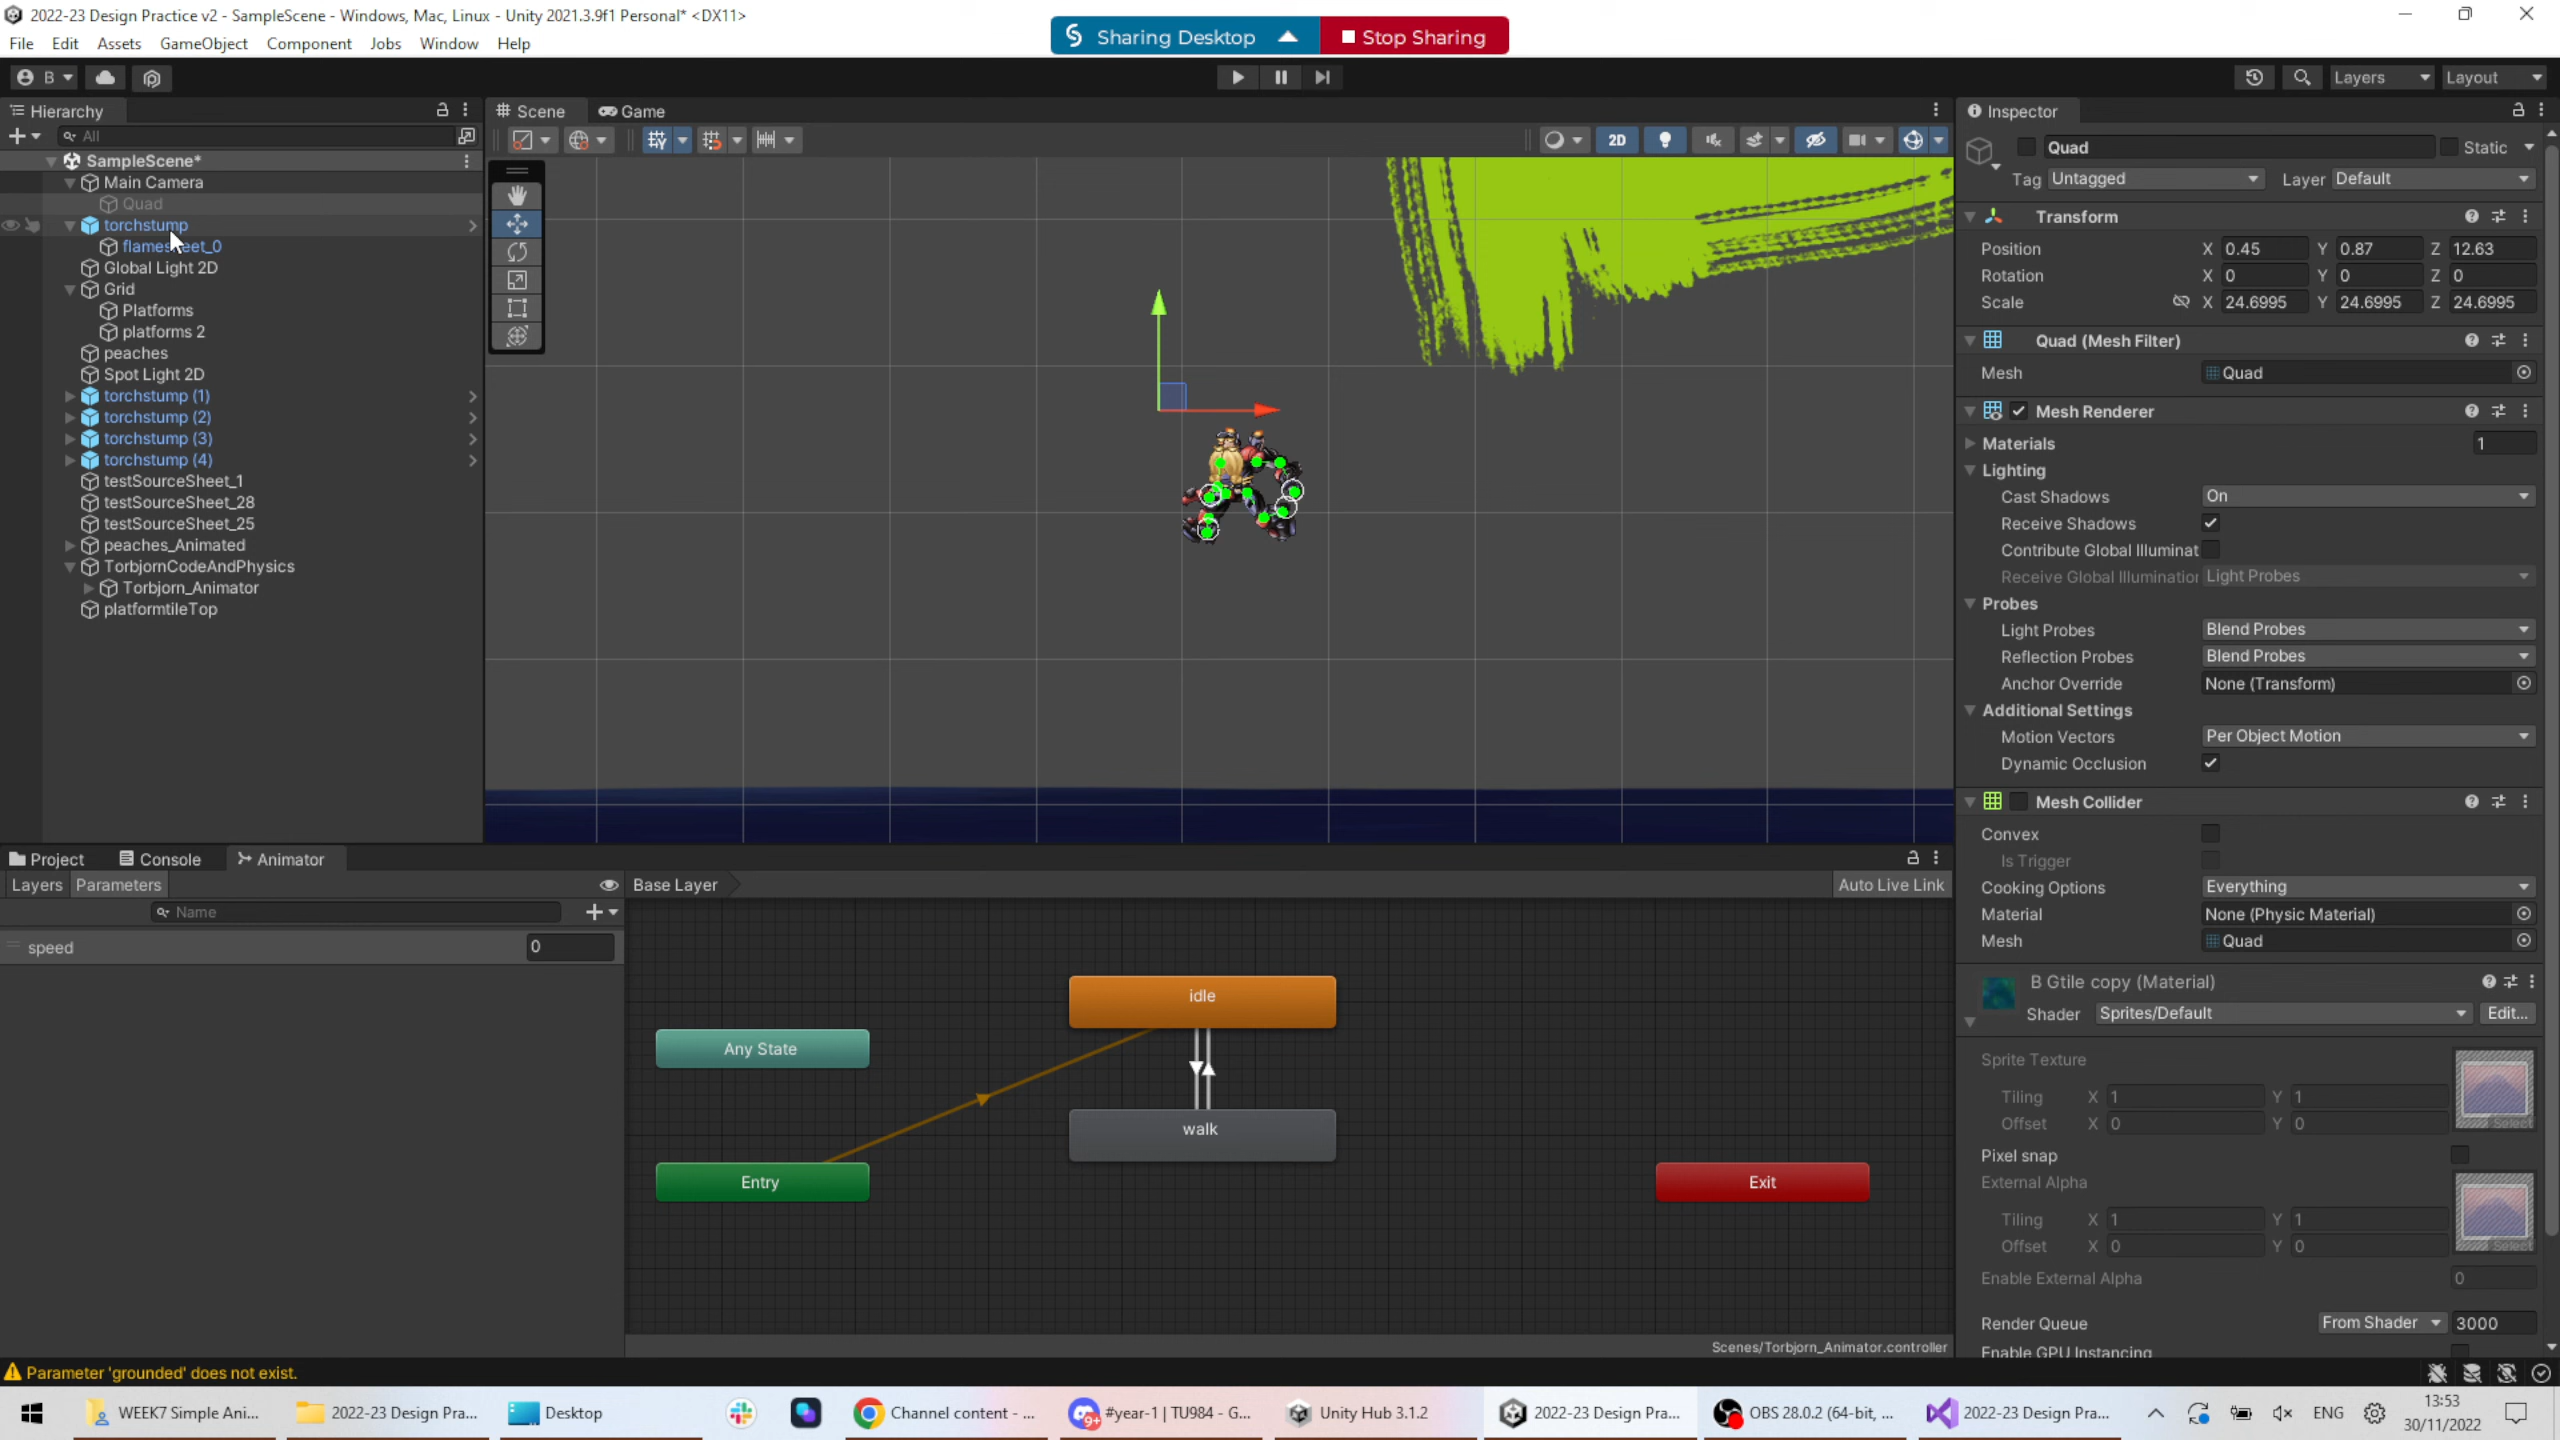 2022-23 Design Practice v2 - SampleScene - Windows, Mac, Linux - Unity 2021.3.9f1 Personal* <DX11>
Sharing Desktop
Stop Sharing
File Edit Assets GameObject Component Jobs Window Help
B
Layers
Layout
Hierarchy
All
SampleScene*
Main Camera
Quad
torchstump
flamesheet_0
Global Light 2D
Grid
Platforms
platforms 2
peaches
Spot Light 2D
torchstump (1)
torchstump (2)
torchstump (3)
torchstump (4)
testSourceSheet_1
testSourceSheet_28
testSourceSheet_25
peaches_Animated
TorbjornCodeAndPhysics
Torbjorn_Animator
platformtileTop
Scene
Game
2D
Inspector
Quad
Static
Tag Untagged
Layer Default
Transform
Position X 0.45 Y 0.87 Z 12.63
Rotation X 0 Y 0 Z 0
Scale X 24.6995 Y 24.6995 Z 24.6995
Quad (Mesh Filter)
Mesh Quad
Mesh Renderer
Materials 1
Lighting
Cast Shadows On
Receive Shadows
Contribute Global Illuminat
Receive Global Illumination Light Probes
Probes
Light Probes Blend Probes
Reflection Probes Blend Probes
Anchor Override None (Transform)
Additional Settings
Motion Vectors Per Object Motion
Dynamic Occlusion
Mesh Collider
Convex
Is Trigger
Cooking Options Everything
Material None (Physic Material)
Mesh Quad
B Gtile copy (Material)
Shader Sprites/Default Edit...
Sprite Texture
Tiling X 1 Y 1
Offset X 0 Y 0
Select
Pixel snap
External Alpha
Tiling X 1 Y 1
Offset X 0 Y 0
Select
Enable External Alpha 0
Render Queue From Shader 3000
Enable GPU Instancing
Project
Console
Animator
Layers Parameters
Base Layer
Auto Live Link
Name
speed 0
idle
Any State
walk
Entry
Exit
Scenes/Torbjorn_Animator.controller
Parameter 'grounded' does not exist.
WEEK7 Simple Ani...
2022-23 Design Pra...
Desktop
Channel content - ...
9+
#year-1 | TU984 - G...
Unity Hub 3.1.2
2022-23 Design Pra...
OBS 28.0.2 (64-bit, ...
2022-23 Design Pra...
ENG
13:53
30/11/2022